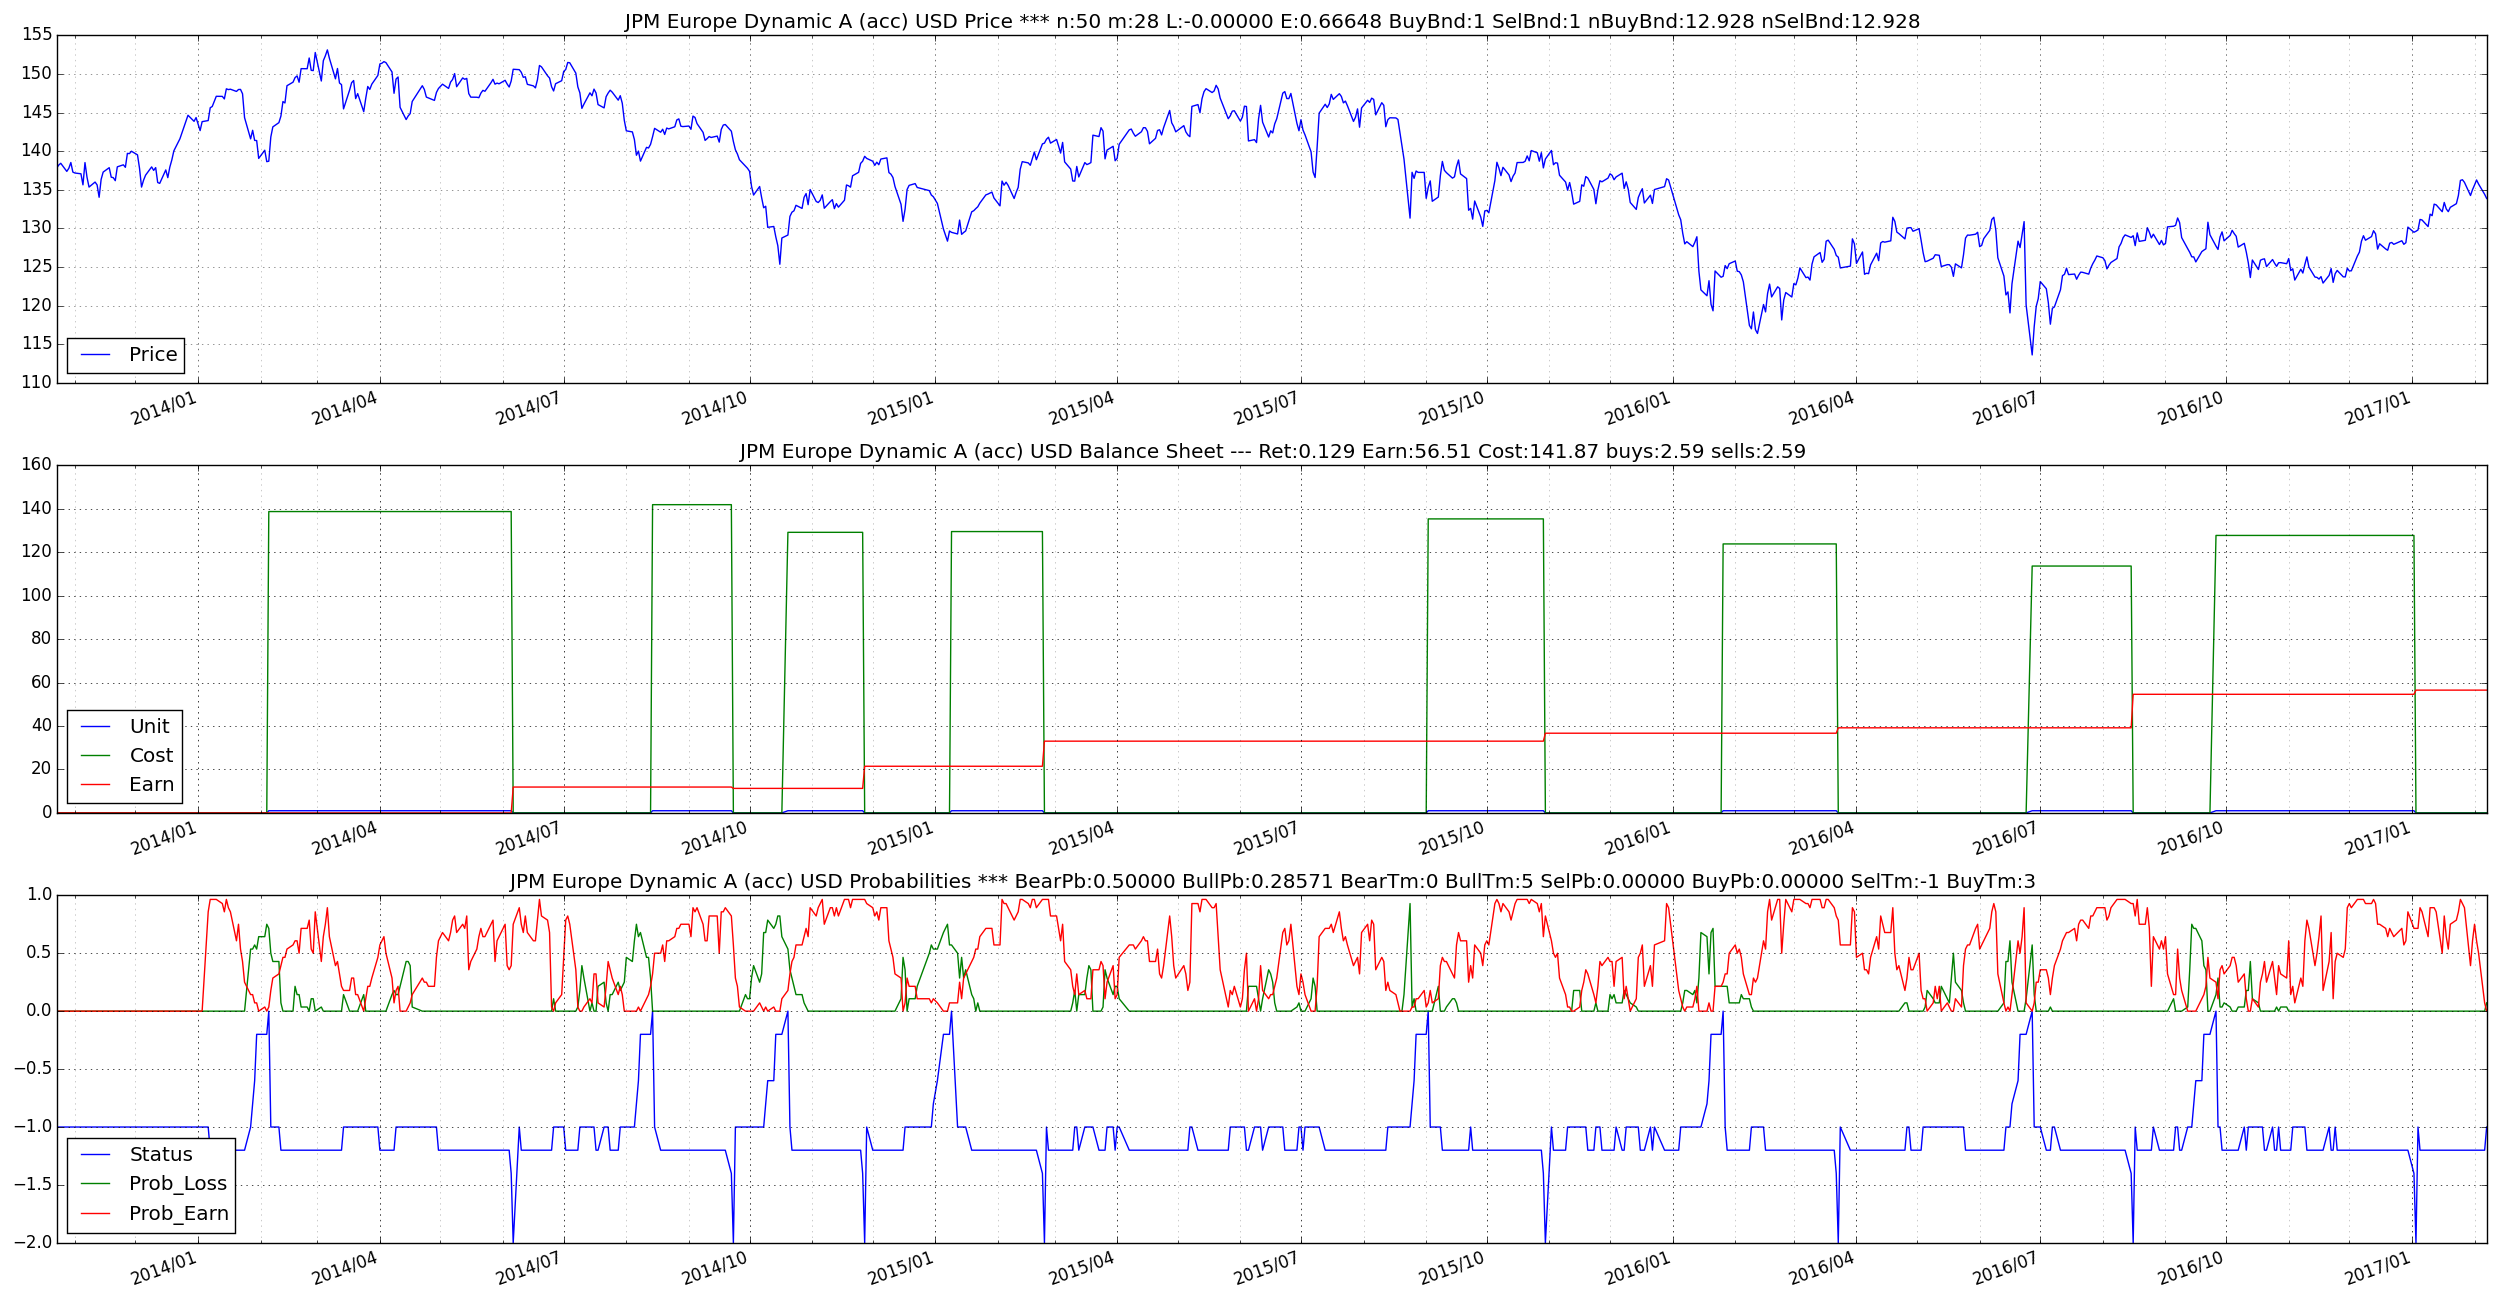 JPM Europe Dynamic A (acc) USD Price *** n:50 m:28 L:-0.00000 E:0.66648 BuyBnd:1 SelBnd:1 nBuyBnd:12.928 nSelBnd:12.928
155
150
145
140
135
130
125
120
115
110
Price
2014/01 2014/04 2014/07 2014/10 2015/01 2015/04 2015/07 2015/10 2016/01 2016/04 2016/07 2016/10 2017/01
JPM Europe Dynamic A (acc) USD Balance Sheet --- Ret:0.129 Earn:56.51 Cost:141.87 buys:2.59 sells:2.59
160
140
120
100
80
60
40
20
0
Unit
Cost
Earn
2014/01 2014/04 2014/07 2014/10 2015/01 2015/04 2015/07 2015/10 2016/01 2016/04 2016/07 2016/10 2017/01
JPM Europe Dynamic A (acc) USD Probabilities *** BearPb:0.50000 BullPb:0.28571 BearTm:0 BullTm:5 SelPb:0.00000 BuyPb:0.00000 SelTm:-1 BuyTm:3
1.0
0.5
0.0
−0.5
−1.0
−1.5
−2.0
Status
Prob_Loss
Prob_Earn
2014/01 2014/04 2014/07 2014/10 2015/01 2015/04 2015/07 2015/10 2016/01 2016/04 2016/07 2016/10 2017/01